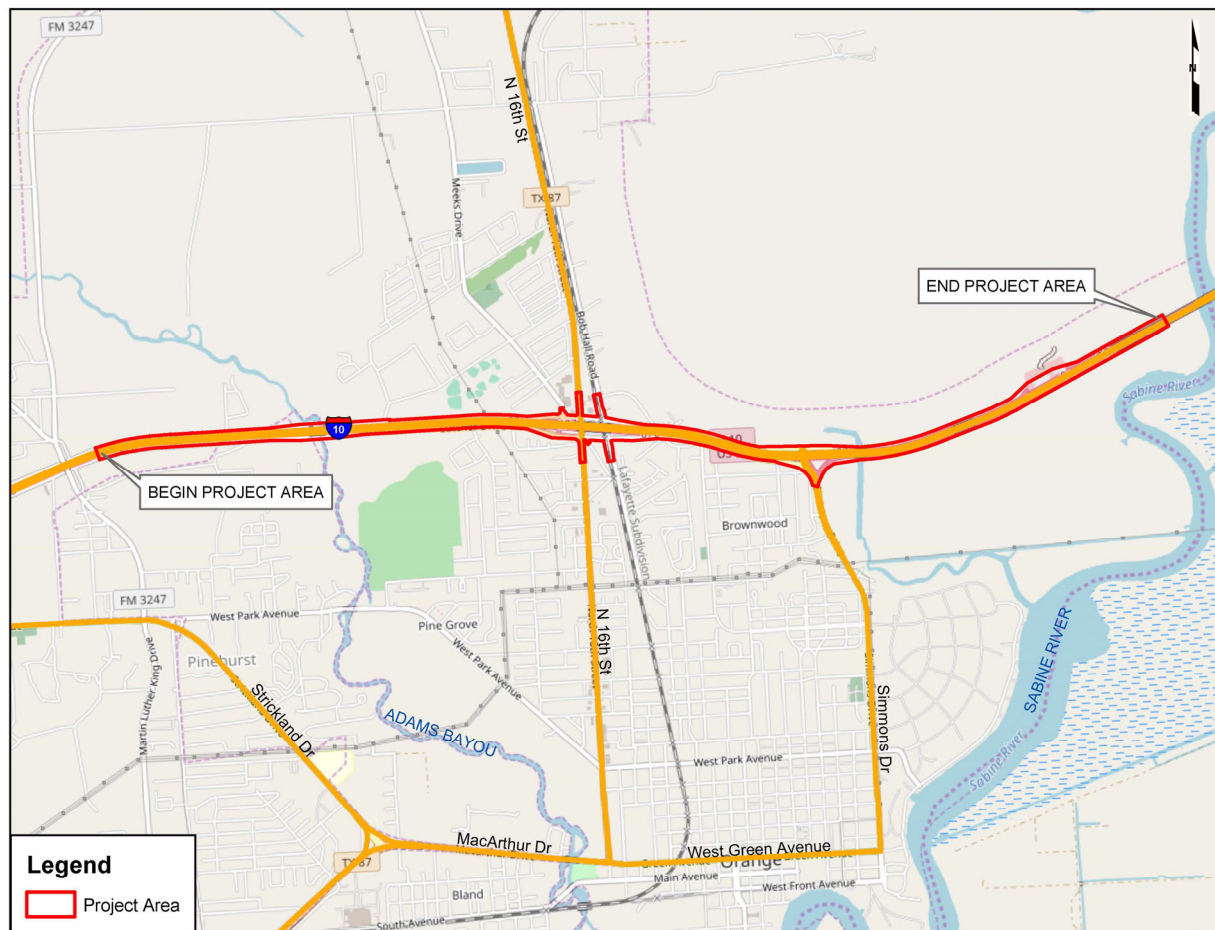 FM 3247
N
N 16th St
Meeks Drive
TX 87
END PROJECT AREA
Bob Hall Road
Sabine River
10
BEGIN PROJECT AREA
Lafayette Subdivision
Brownwood
FM 3247
West Park Avenue
Pine Grove
West Park Avenue
N 16th St
Pinehurst
Martin Luther King Drive
Strickland Dr
ADAMS BAYOU
Simmons Dr
SABINE RIVER
Sabine River
West Park Avenue
MacArthur Dr
West Green Avenue
Orange
TX 87
Main Avenue
West Front Avenue
Bland
South Avenue
Legend
Project Area